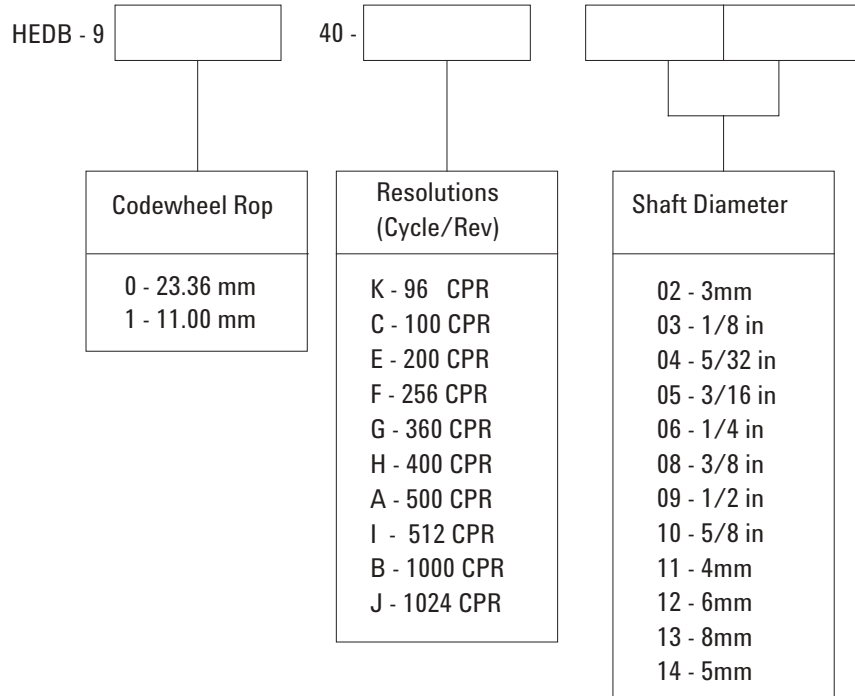 HEDB - 9 40 -
Codewheel Rop
0 - 23.36 mm
1 - 11.00 mm
Resolutions
(Cycle/Rev)
K - 96 CPR
C - 100 CPR
E - 200 CPR
F - 256 CPR
G - 360 CPR
H - 400 CPR
A - 500 CPR
I - 512 CPR
B - 1000 CPR
J - 1024 CPR
Shaft Diameter
02 - 3mm
03 - 1/8 in
04 - 5/32 in
05 - 3/16 in
06 - 1/4 in
08 - 3/8 in
09 - 1/2 in
10 - 5/8 in
11 - 4mm
12 - 6mm
13 - 8mm
14 - 5mm